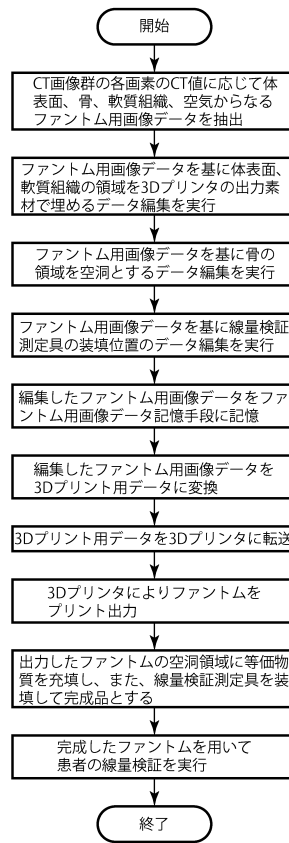 開始
CT画像群の各画素のCT値に応じて体
表面、骨、軟質組織、空気からなる
ファントム用画像データを抽出
ファントム用画像データを基に体表面、
軟質組織の領域を3Dプリンタの出力素
材で埋めるデータ編集を実行
ファントム用画像データを基に骨の
領域を空洞とするデータ編集を実行
ファントム用画像データを基に線量検証
測定具の装填位置のデータ編集を実行
編集したファントム用画像データをファ
ントム用画像データ記憶手段に記憶
編集したファントム用画像データを
3Dプリント用データに変換
3Dプリント用データを3Dプリンタに転送
3Dプリンタによりファントムを
プリント出力
出力したファントムの空洞領域に等価物
質を充填し、また、線量検証測定具を装
填して完成品とする
完成したファントムを用いて
患者の線量検証を実行
終了